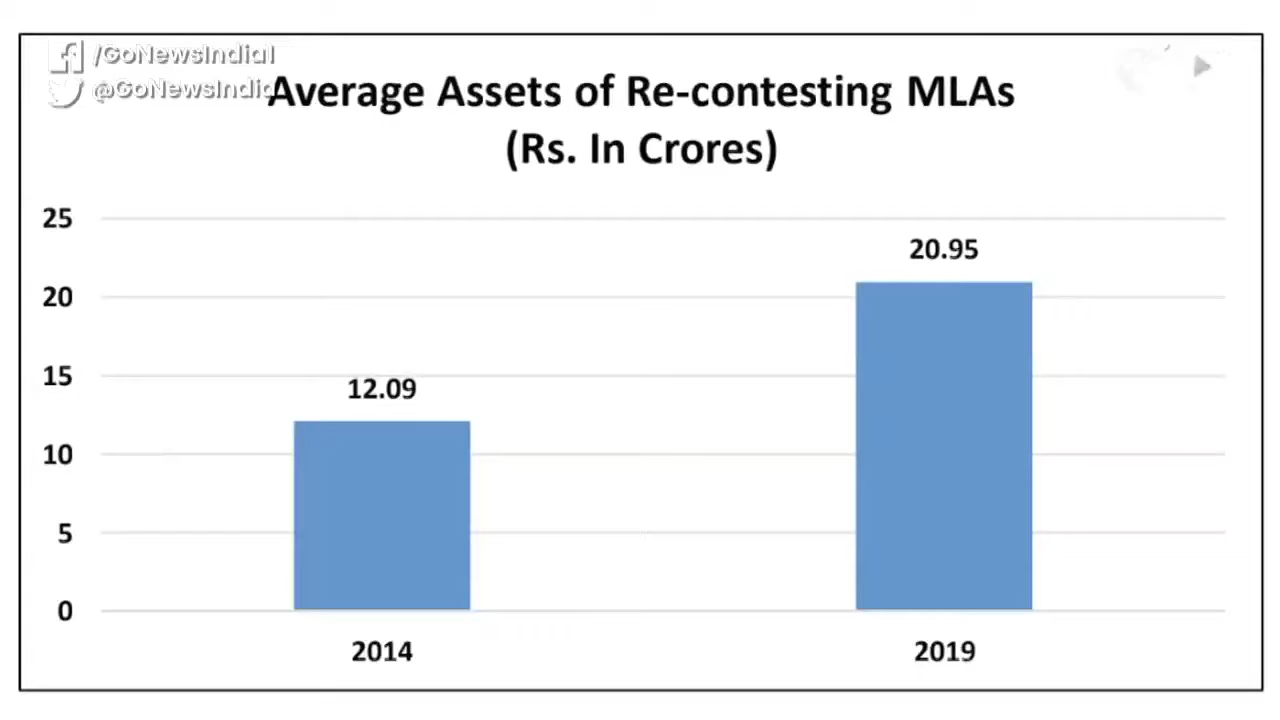 /GoNewsIndia1
@GoNewsIndia
Average Assets of Re-contesting MLAs
(Rs. In Crores)
25
20.95
20
15
12.09
10
5
0
2014
2019